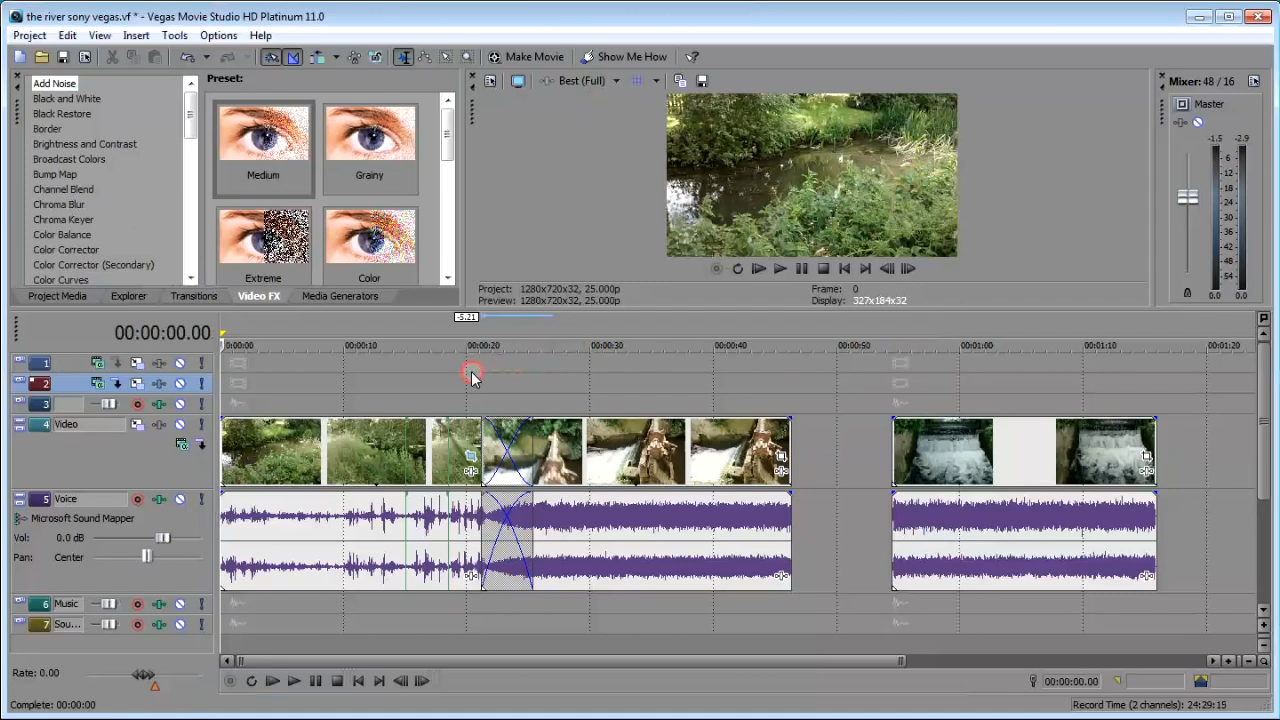 the river sony vegas.vf * - Vegas Movie Studio HD Platinum 11.0
Project Edit View Insert Tools Options Help
Make Movie Show Me How
Add Noise
Black and White
Black Restore
Border
Brightness and Contrast
Broadcast Colors
Bump Map
Channel Blend
Chroma Blur
Chroma Keyer
Color Balance
Color Corrector
Color Corrector (Secondary)
Color Curves
Preset:
Medium Grainy
Extreme Color
Project Media Explorer Transitions Video FX Media Generators
Best (Full)
Project: 1280x720x32, 25.000p
Preview: 1280x720x32, 25.000p
Frame: 0
Display: 327x184x32
Mixer: 48 / 16
Master
-1.5 -2.9
6
12
18
24
30
36
42
48
54
0.0 0.0
-5.21
00:00:00.00
0:00:00 00:00:10 00:00:20 00:00:30 00:00:40 00:00:50 00:01:00 00:01:10 00:01:20
1
2
3
4 Video
5 Voice
Microsoft Sound Mapper
Vol: 0.0 dB
Pan: Center
6 Music
7 Sou...
Rate: 0.00
00:00:00.00
Complete: 00:00:00
Record Time (2 channels): 24:29:15